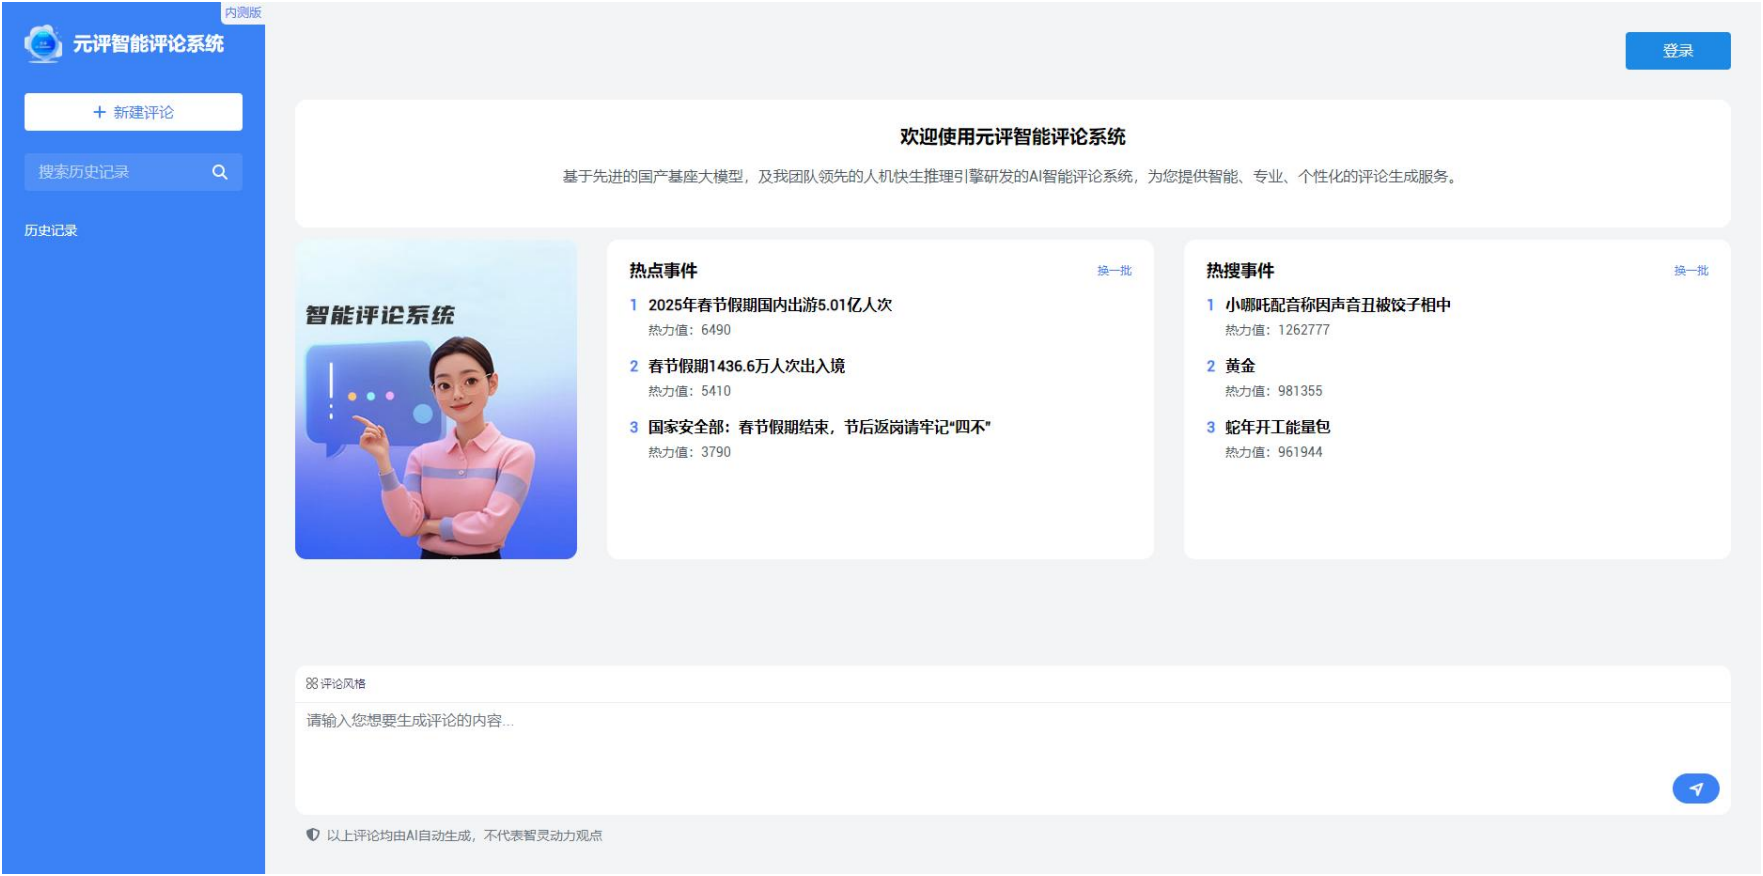 内测版
元评智能评论系统
+ 新建评论
搜索历史记录
历史记录
登录
欢迎使用元评智能评论系统
基于先进的国产基座大模型，及我团队领先的人机快生推理引擎研发的AI智能评论系统，为您提供智能、专业、个性化的评论生成服务。
智能评论系统
热点事件 换一批
1 2025年春节假期国内出游5.01亿人次
热力值：6490
2 春节假期1436.6万人次出入境
热力值：5410
3 国家安全部：春节假期结束，节后返岗请牢记“四不”
热力值：3790
热搜事件 换一批
1 小哪吒配音称因声音丑被饺子相中
热力值：1262777
2 黄金
热力值：981355
3 蛇年开工能量包
热力值：961944
评论风格
请输入您想要生成评论的内容...
以上评论均由AI自动生成，不代表智灵动力观点